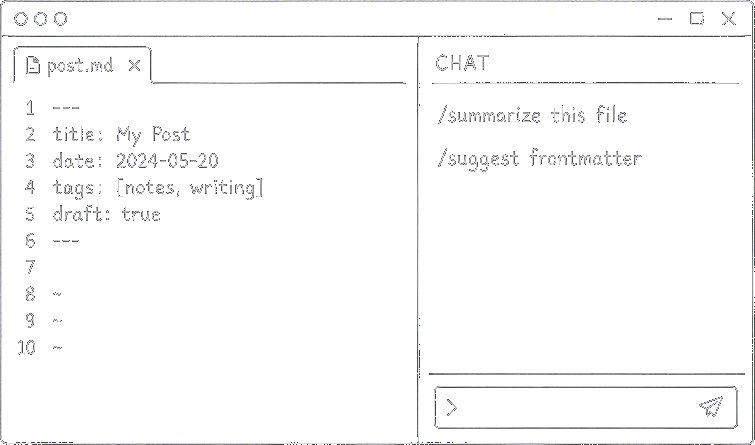 post.md
1 ---
2 title: My Post
3 date: 2024-05-20
4 tags: [notes, writing]
5 draft: true
6 ---
7
8 ~
9 ~
10 ~
CHAT
/summarize this file
/suggest frontmatter
>